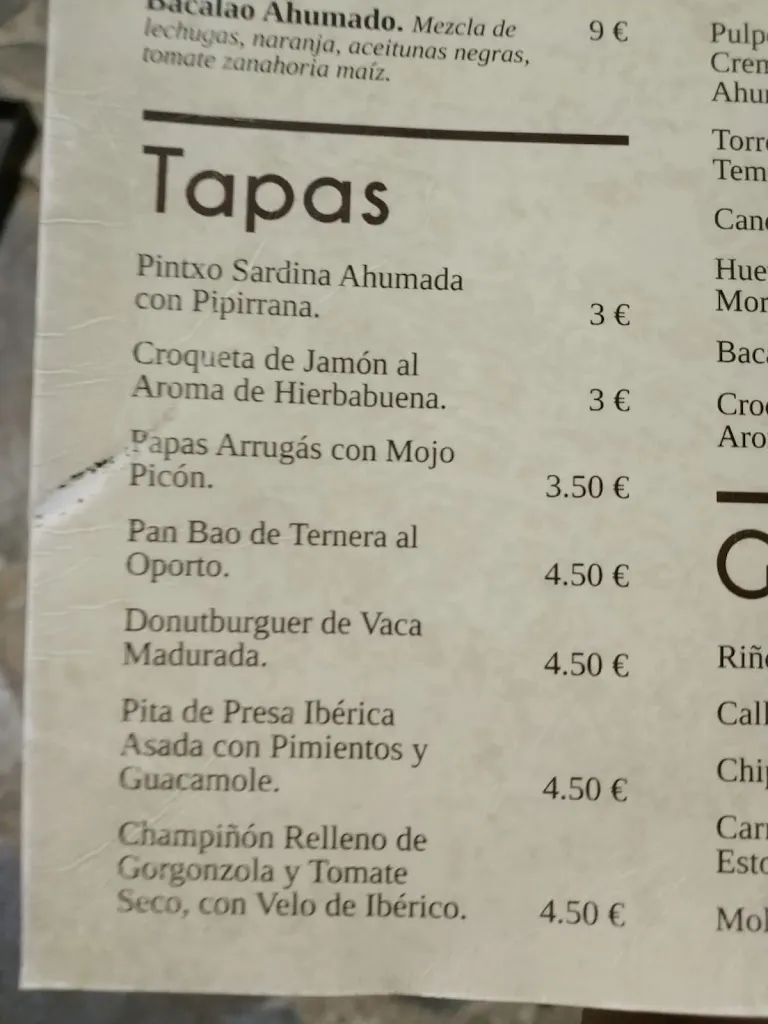 Bacalao Ahumado. Mezcla de 9 €
lechugas, naranja, aceitunas negras,
tomate zanahoria maíz.
Tapas
Pintxo Sardina Ahumada
con Pipirrana. 3 €
Croqueta de Jamón al
Aroma de Hierbabuena. 3 €
Papas Arrugás con Mojo
Picón. 3.50 €
Pan Bao de Ternera al
Oporto. 4.50 €
Donutburguer de Vaca
Madurada. 4.50 €
Pita de Presa Ibérica
Asada con Pimientos y
Guacamole. 4.50 €
Champiñón Relleno de
Gorgonzola y Tomate
Seco, con Velo de Ibérico. 4.50 €